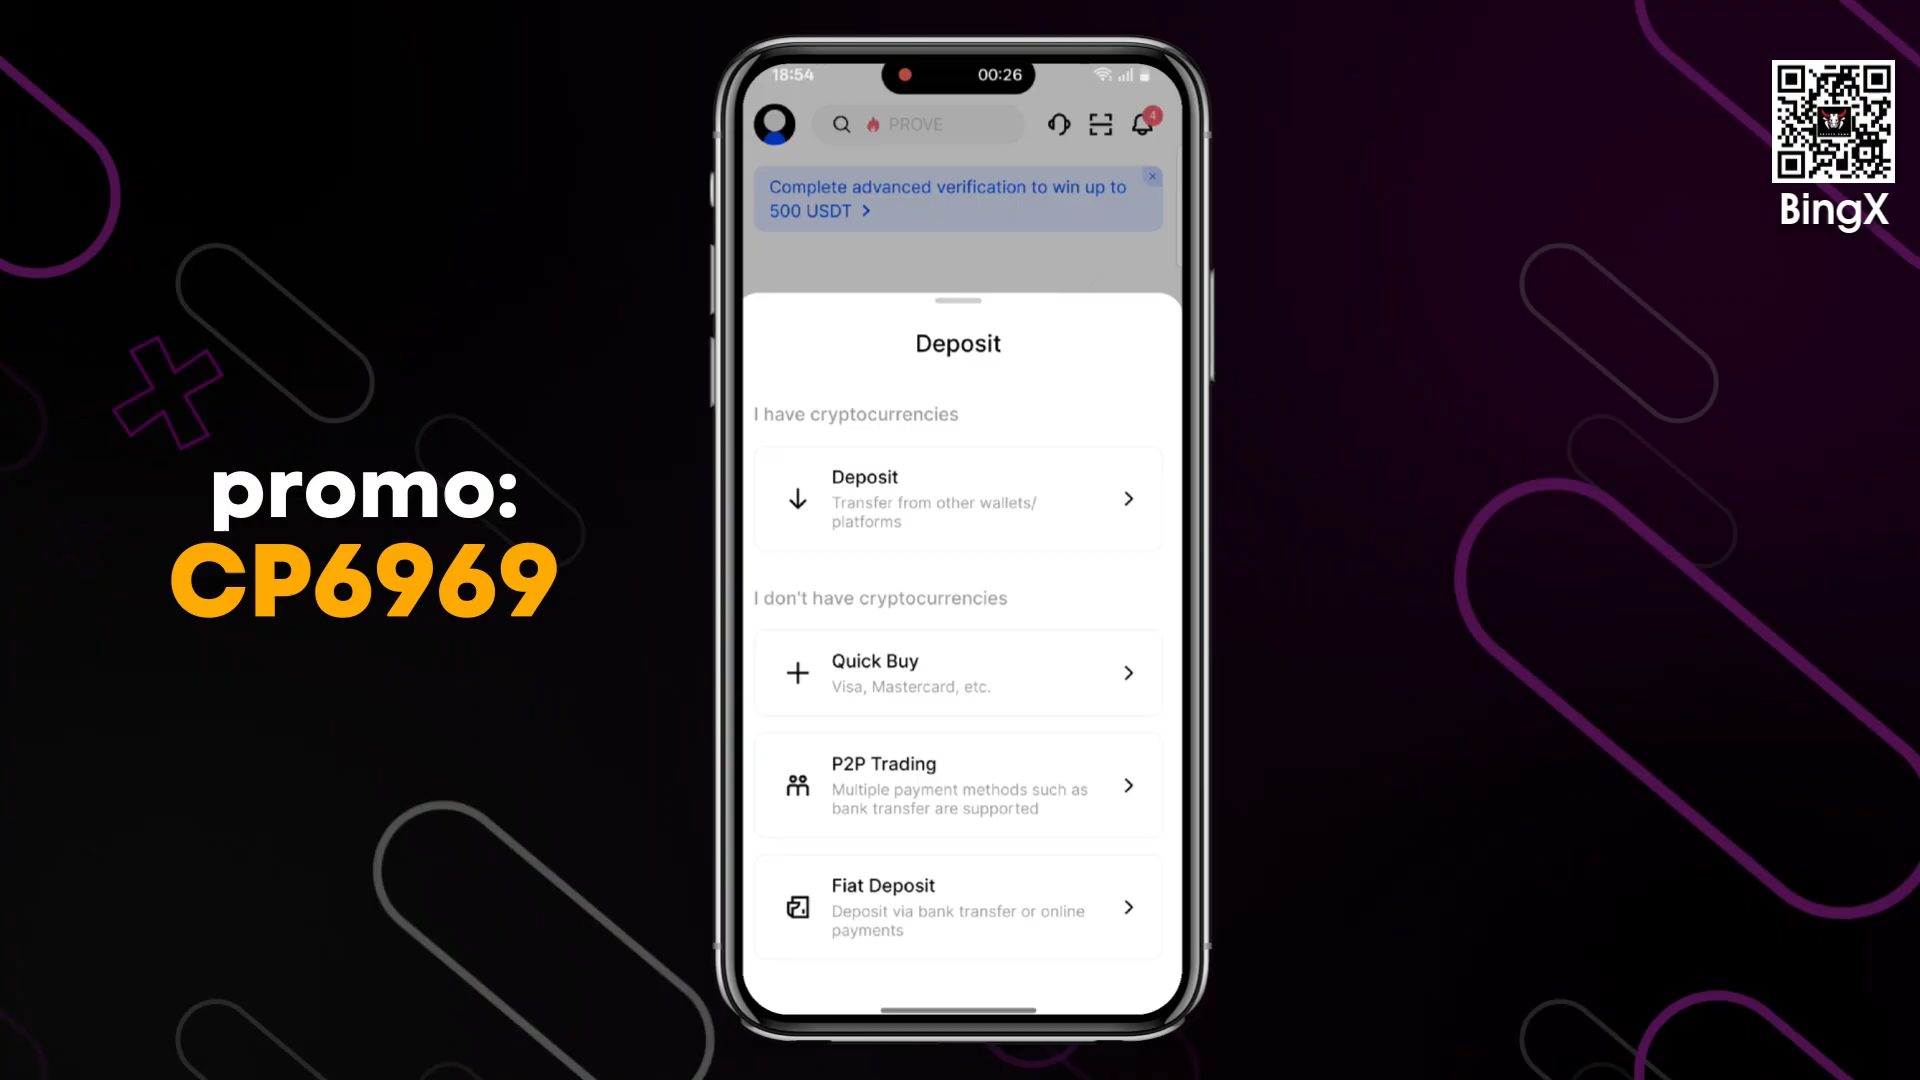 18:54
00:26
PROVE
4
Complete advanced verification to win up to
500 USDT
BingX
Deposit
I have cryptocurrencies
Deposit
Transfer from other wallets/
platforms
promo:
CP6969
I don't have cryptocurrencies
Quick Buy
Visa, Mastercard, etc.
P2P Trading
Multiple payment methods such as
bank transfer are supported
Fiat Deposit
Deposit via bank transfer or online
payments